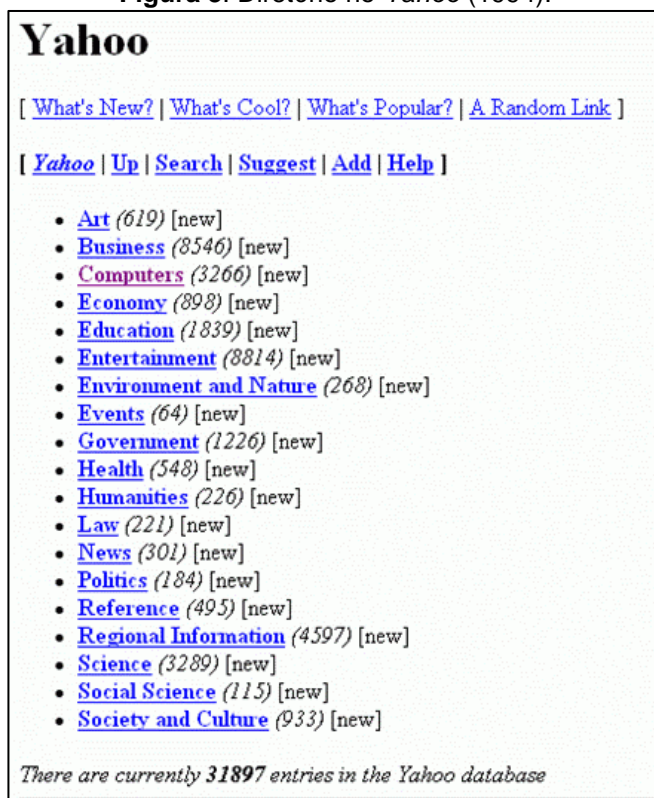 Yahoo
[ What's New? | What's Cool? | What's Popular? | A Random Link ]
[ Yahoo | Up | Search | Suggest | Add | Help ]
• Art (619) [new]
• Business (8546) [new]
• Computers (3266) [new]
• Economy (898) [new]
• Education (1839) [new]
• Entertainment (8814) [new]
• Environment and Nature (268) [new]
• Events (64) [new]
• Government (1226) [new]
• Health (548) [new]
• Humanities (226) [new]
• Law (221) [new]
• News (301) [new]
• Politics (184) [new]
• Reference (495) [new]
• Regional Information (4597) [new]
• Science (3289) [new]
• Social Science (115) [new]
• Society and Culture (933) [new]
There are currently 31897 entries in the Yahoo database